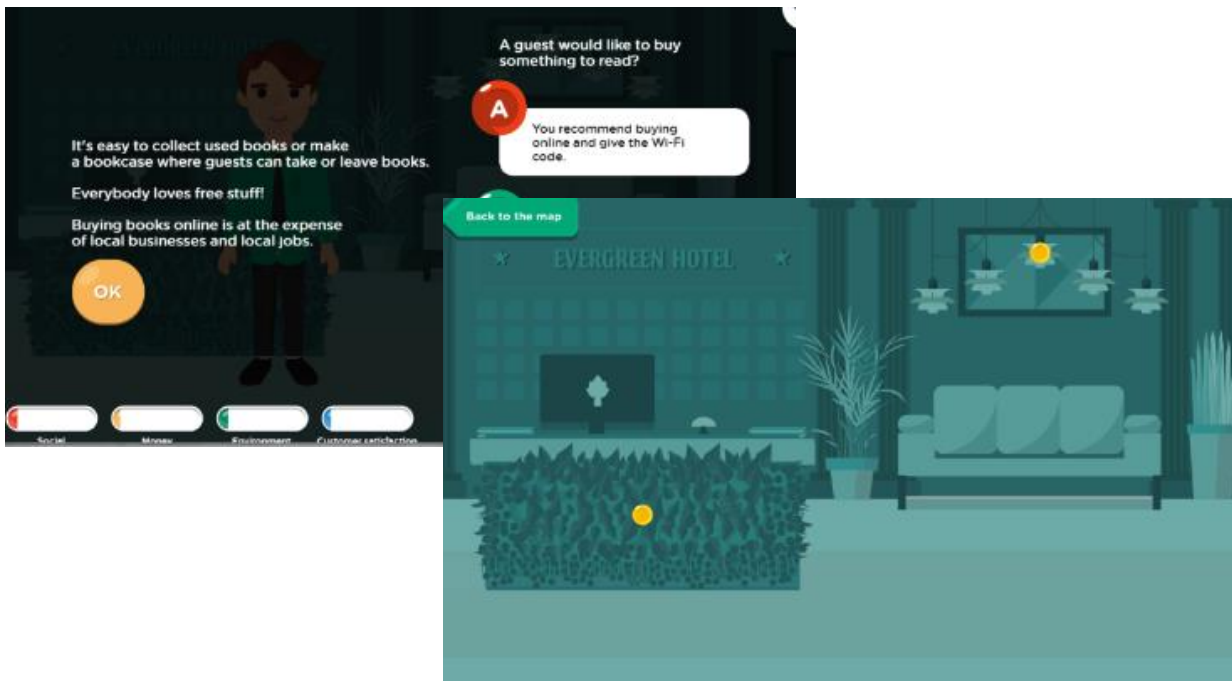 A guest would like to buy
something to read?
A
You recommend buying
online and give the Wi-Fi
code.
It's easy to collect used books or make
a bookcase where guests can take or leave books.
Everybody loves free stuff!
Buying books online is at the expense
of local businesses and local jobs.
OK
Social
Money
Environment
Customer satisfaction
Back to the map
EVERGREEN HOTEL